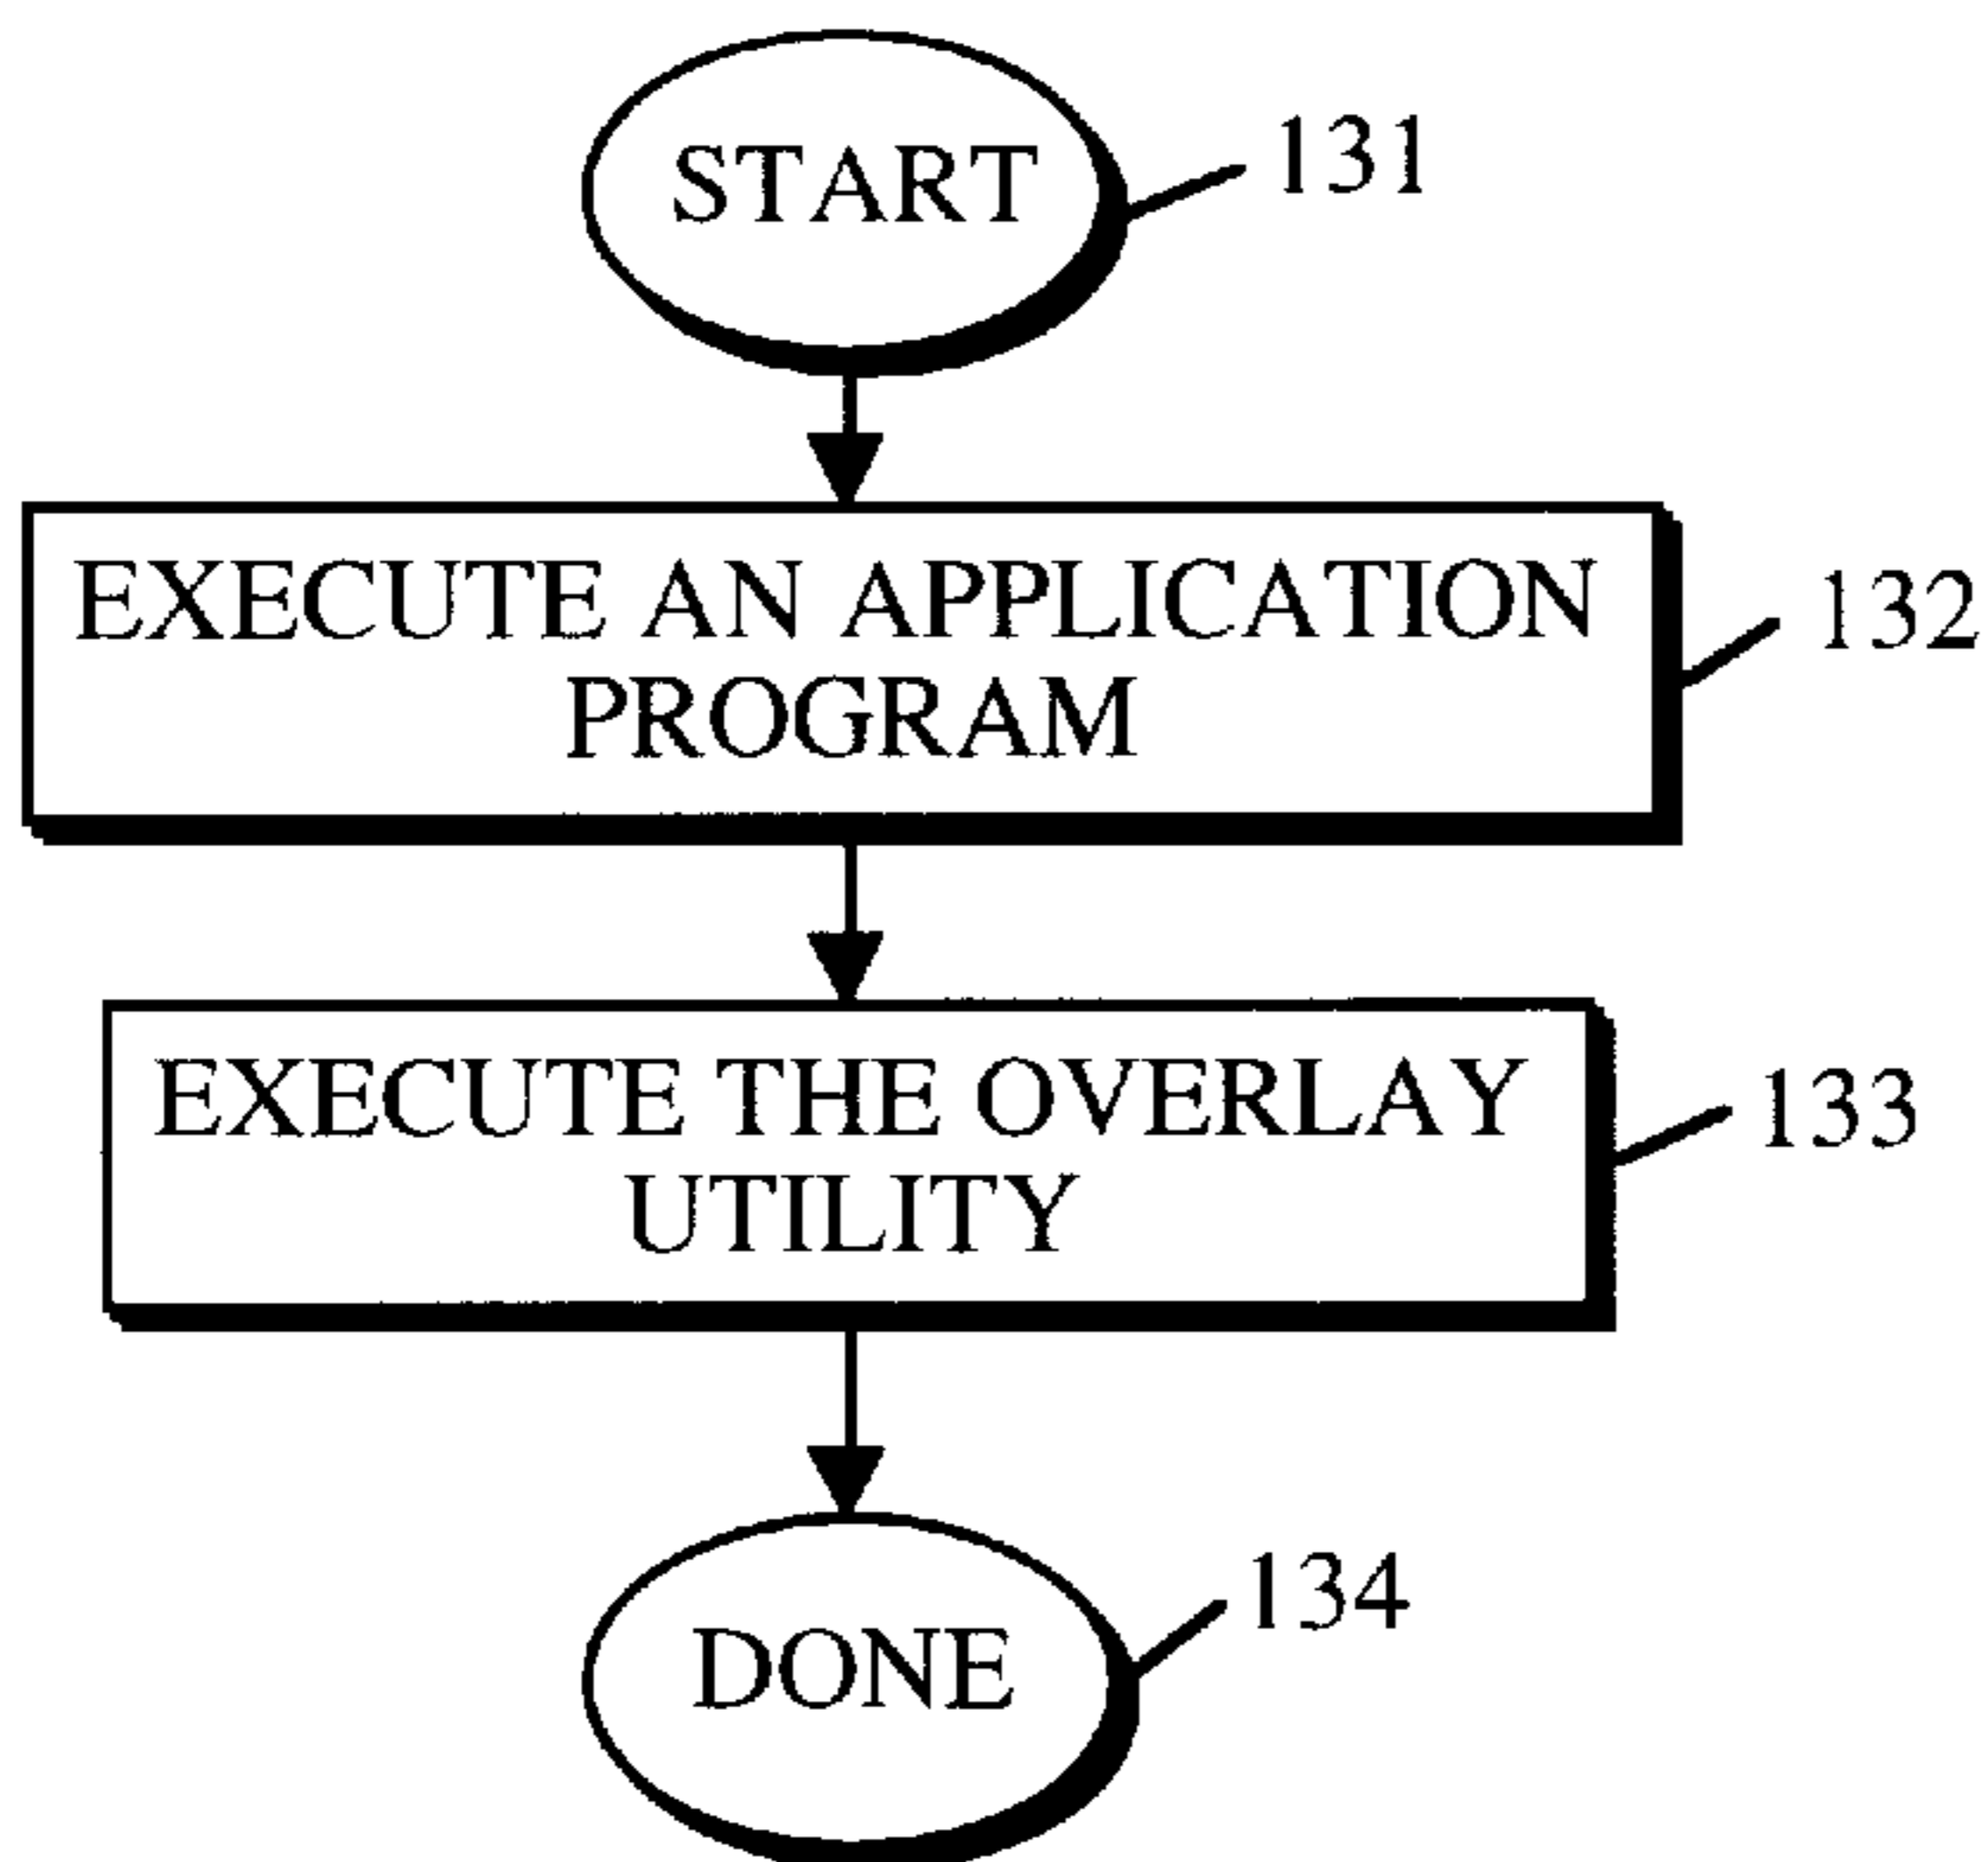 START
131
EXECUTE AN APPLICATION
PROGRAM
132
EXECUTE THE OVERLAY
UTILITY
133
DONE
134